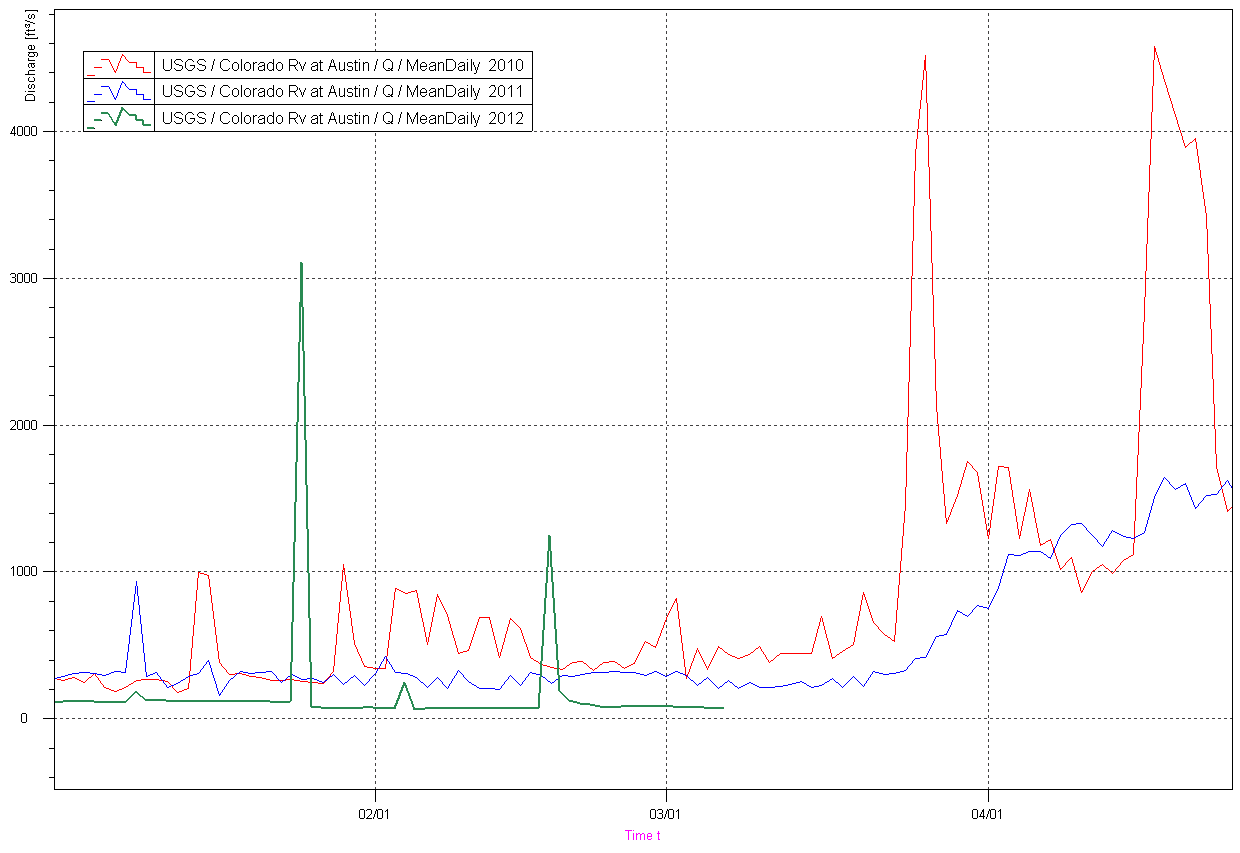 Discharge [ft³/s]
USGS / Colorado Rv at Austin / Q / MeanDaily 2010
USGS / Colorado Rv at Austin / Q / MeanDaily 2011
USGS / Colorado Rv at Austin / Q / MeanDaily 2012
4000
3000
2000
1000
0
02/01 03/01 04/01
Time t